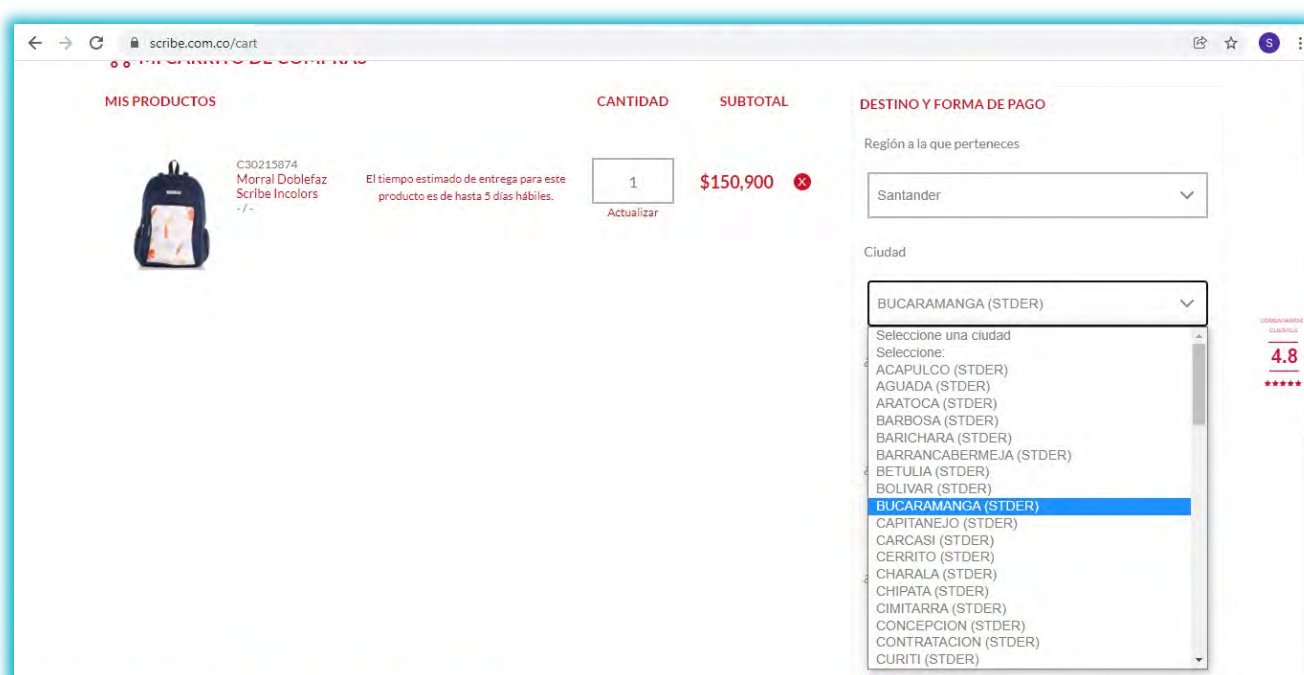 scribe.com.co/cart
S
MI CARRITO DE COMPRAS
MIS PRODUCTOS
CANTIDAD
SUBTOTAL
C30215874
Morral Doblefaz
Scribe Incolors
- / -
El tiempo estimado de entrega para este
producto es de hasta 5 días hábiles.
1
Actualizar
$150,900
DESTINO Y FORMA DE PAGO
Región a la que perteneces
Santander
Ciudad
BUCARAMANGA (STDER)
Seleccione una ciudad
Seleccione:
ACAPULCO (STDER)
AGUADA (STDER)
ARATOCA (STDER)
BARBOSA (STDER)
BARICHARA (STDER)
BARRANCABERMEJA (STDER)
BETULIA (STDER)
BOLIVAR (STDER)
BUCARAMANGA (STDER)
CAPITANEJO (STDER)
CARCASI (STDER)
CERRITO (STDER)
CHARALA (STDER)
CHIPATA (STDER)
CIMITARRA (STDER)
CONCEPCION (STDER)
CONTRATACION (STDER)
CURITI (STDER)
4.8